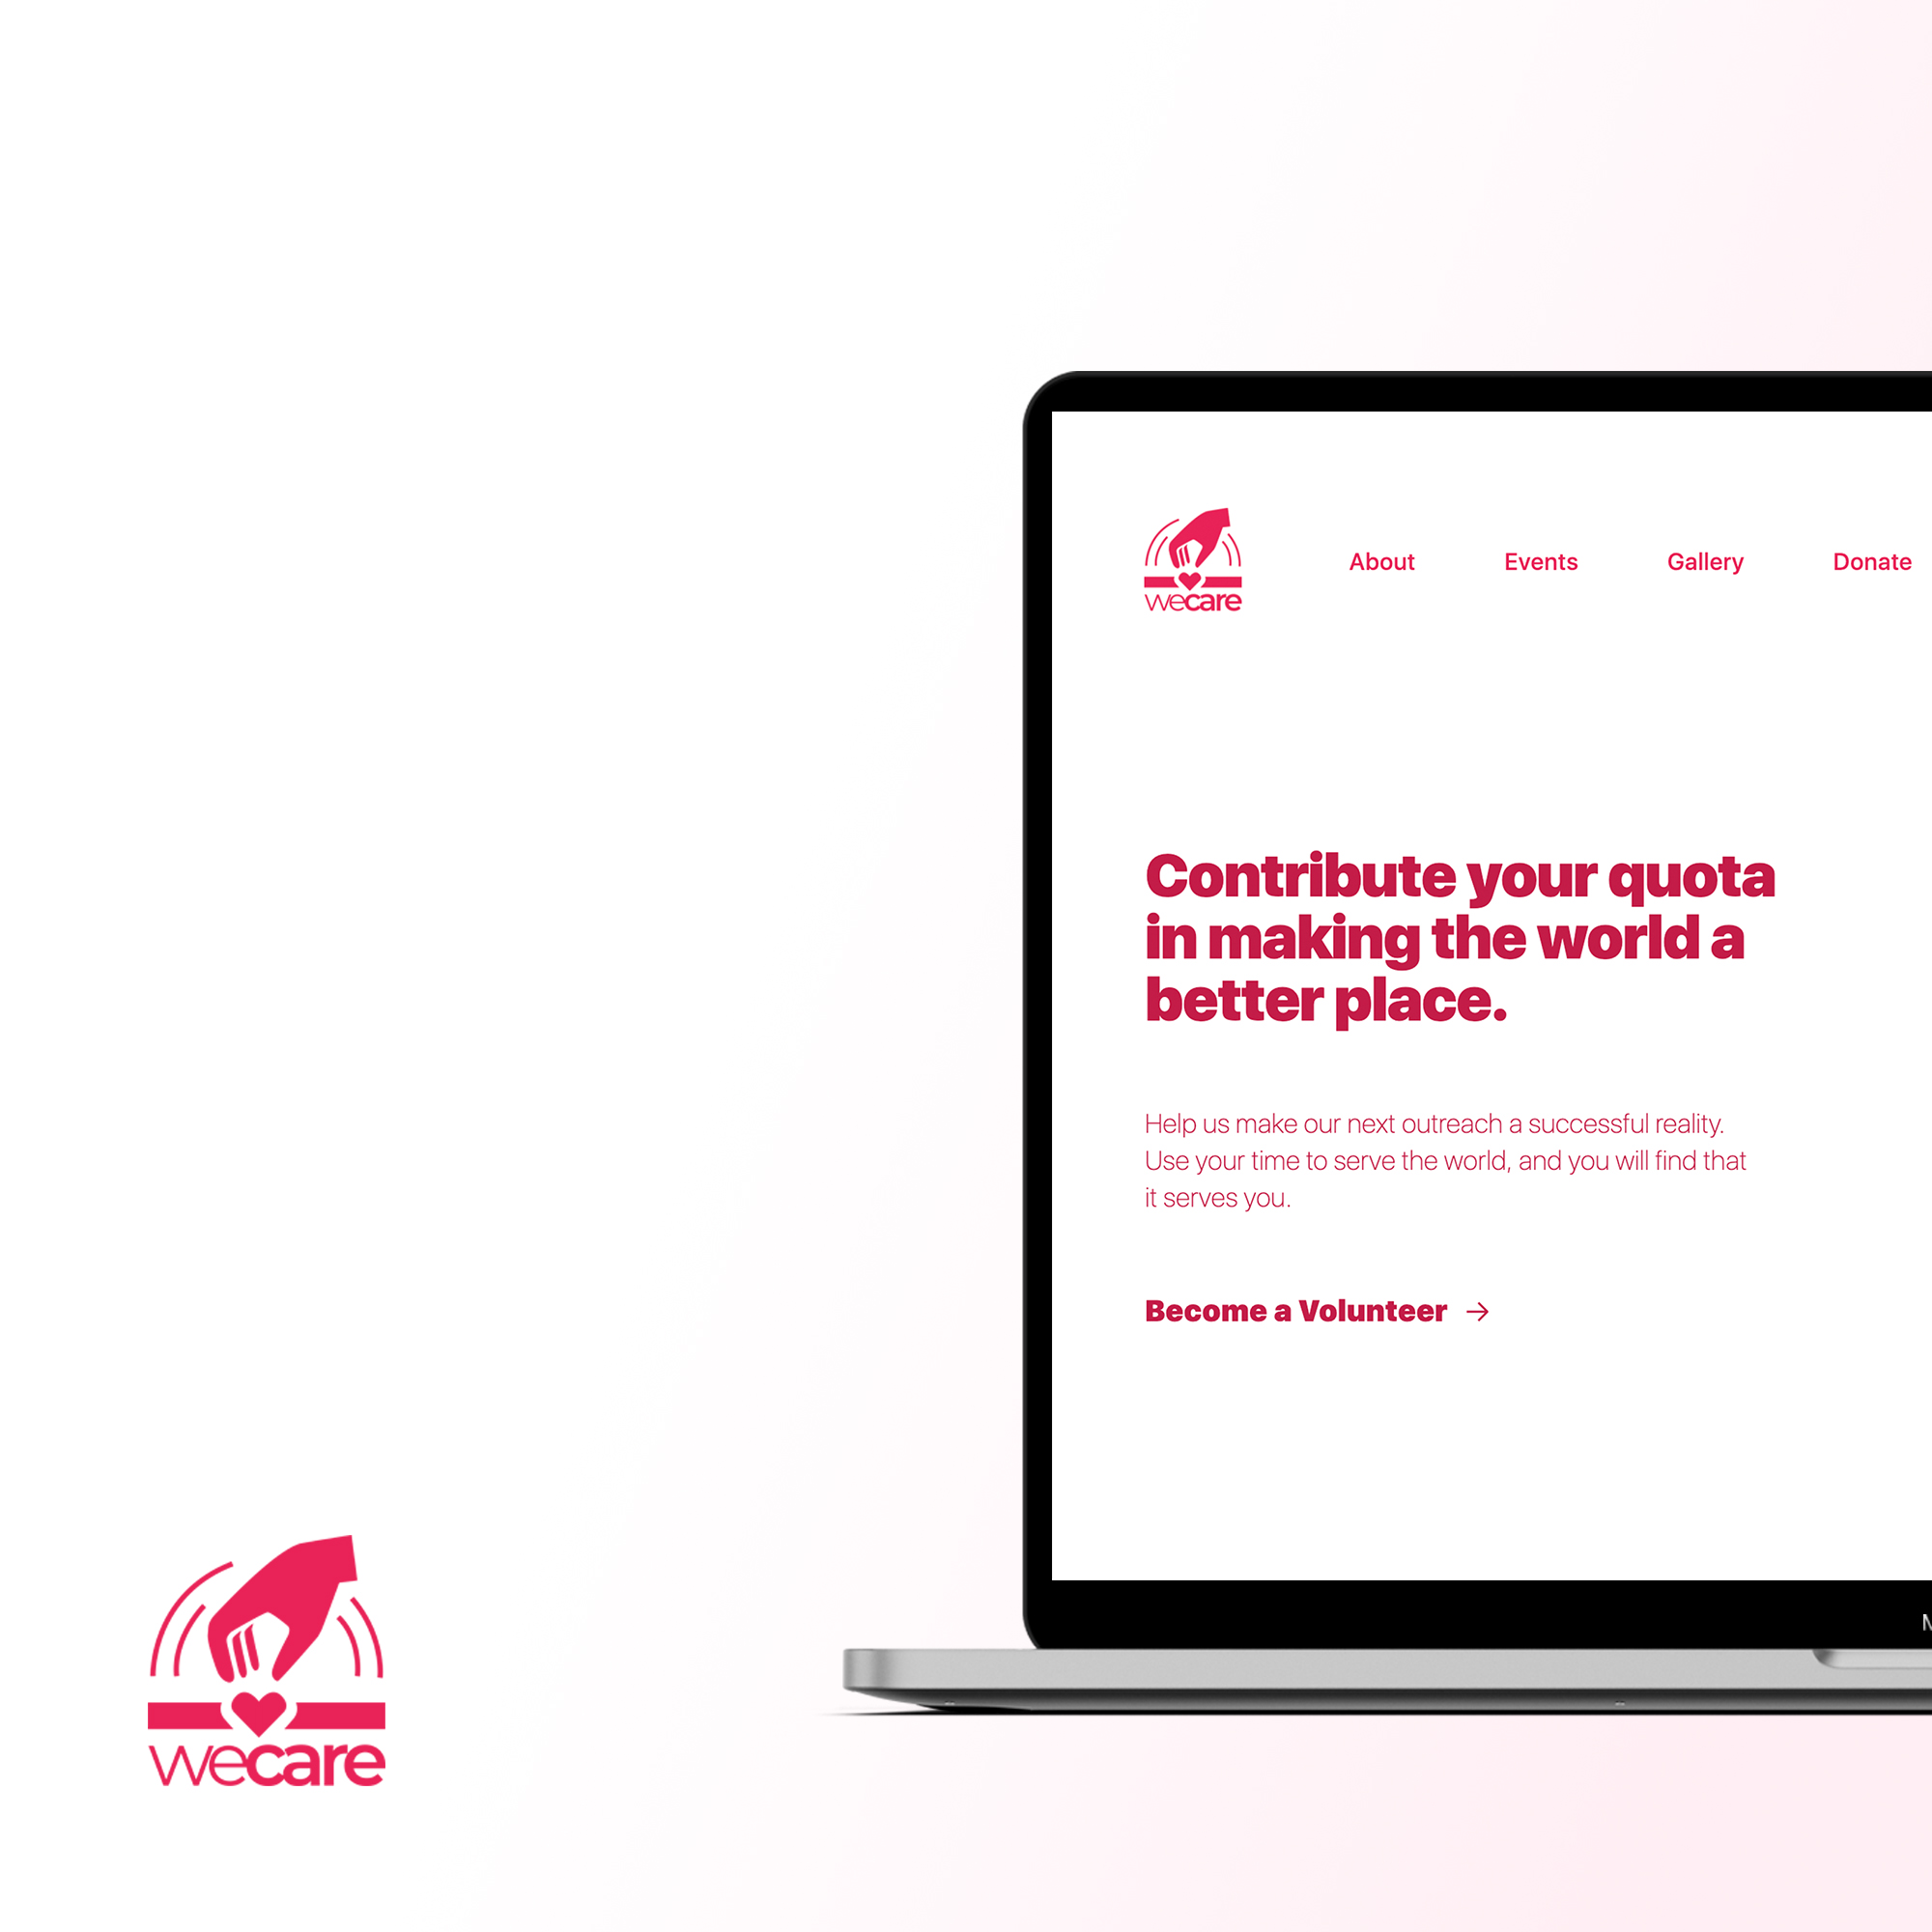 wecare
About Events Gallery Donate
Contribute your quota
in making the world a
better place.
Help us make our next outreach a successful reality.
Use your time to serve the world, and you will find that
it serves you.
Become a Volunteer →
wecare